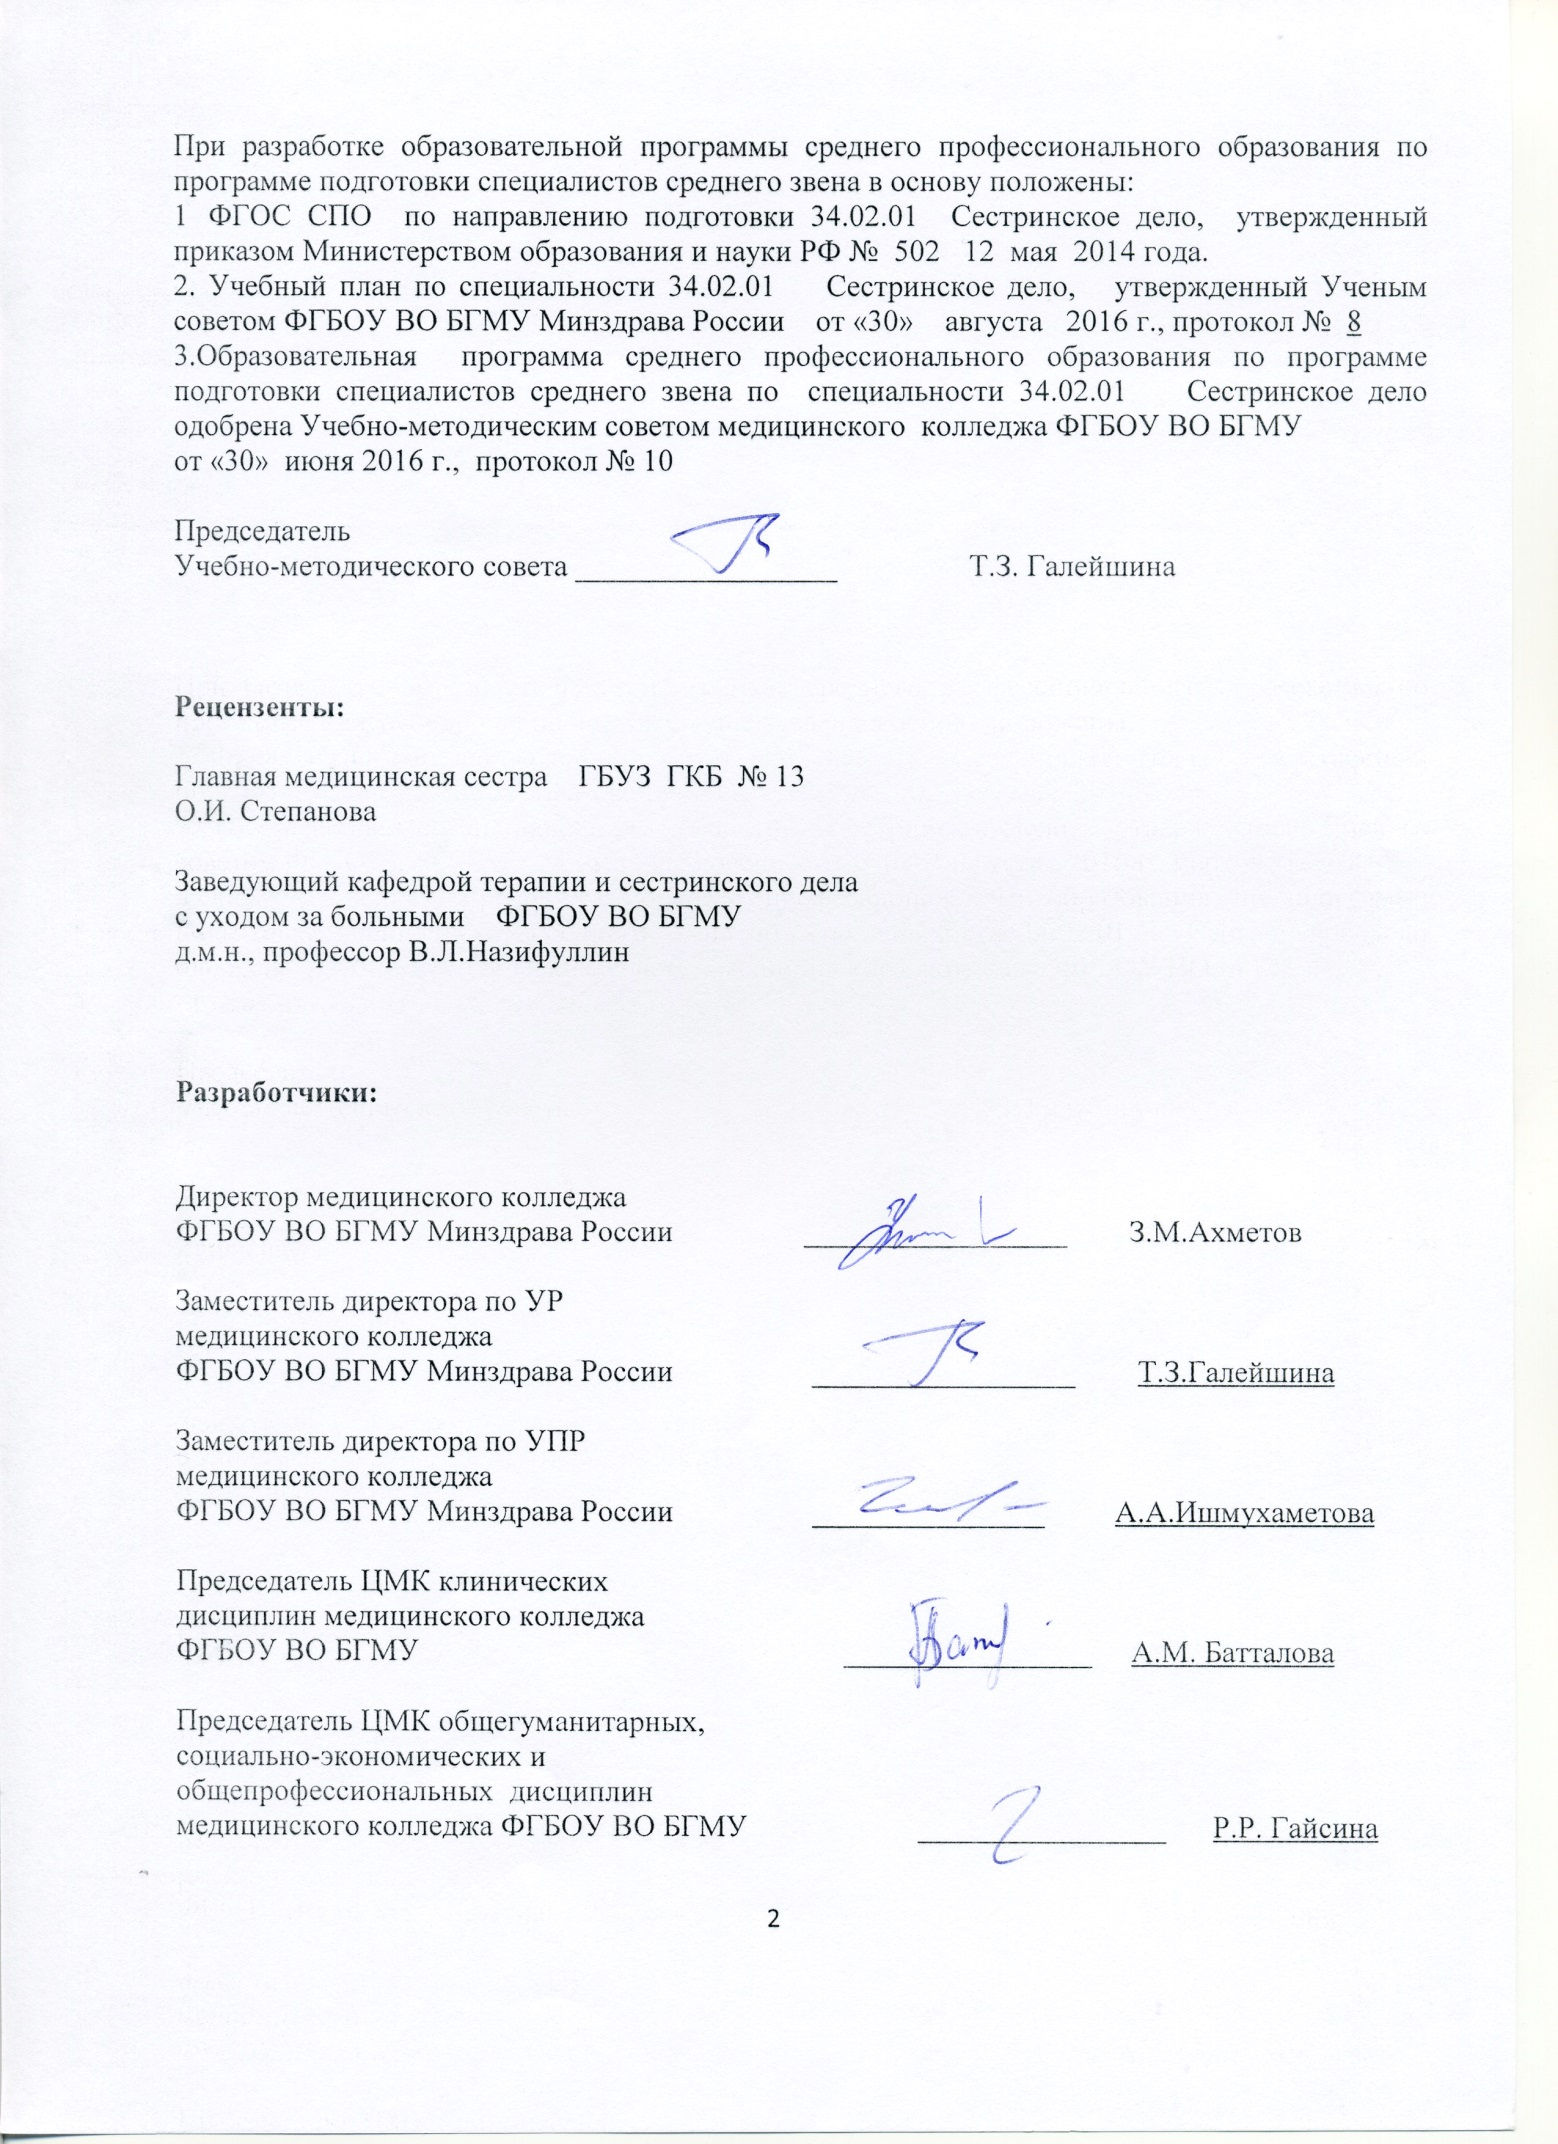 При разработке образовательной программы среднего профессионального образования по
программе подготовки специалистов среднего звена в основу положены:
1 ФГОС СПО по направлению подготовки 34.02.01 Сестринское дело, утвержденный
приказом Министерством образования и науки РФ № 502 12 мая 2014 года.
2. Учебный план по специальности 34.02.01 Сестринское дело, утвержденный Ученым
советом ФГБОУ ВО БГМУ Минздрава России от «30» августа 2016 г., протокол № 8
3.Образовательная программа среднего профессионального образования по программе
подготовки специалистов среднего звена по специальности 34.02.01 Сестринское дело
одобрена Учебно-методическим советом медицинского колледжа ФГБОУ ВО БГМУ
от «30» июня 2016 г., протокол № 10
Председатель
Учебно-методического совета Т.З. Галейшина
Рецензенты:
Главная медицинская сестра ГБУЗ ГКБ № 13
О.И. Степанова
Заведующий кафедрой терапии и сестринского дела
с уходом за больными ФГБОУ ВО БГМУ
д.м.н., профессор В.Л.Назифуллин
Разработчики:
Директор медицинского колледжа
ФГБОУ ВО БГМУ Минздрава России З.М.Ахметов
Заместитель директора по УР
медицинского колледжа
ФГБОУ ВО БГМУ Минздрава России Т.З.Галейшина
Заместитель директора по УПР
медицинского колледжа
ФГБОУ ВО БГМУ Минздрава России А.А.Ишмухаметова
Председатель ЦМК клинических
дисциплин медицинского колледжа
ФГБОУ ВО БГМУ А.М. Батталова
Председатель ЦМК общегуманитарных,
социально-экономических и
общепрофессиональных дисциплин
медицинского колледжа ФГБОУ ВО БГМУ Р.Р. Гайсина
2